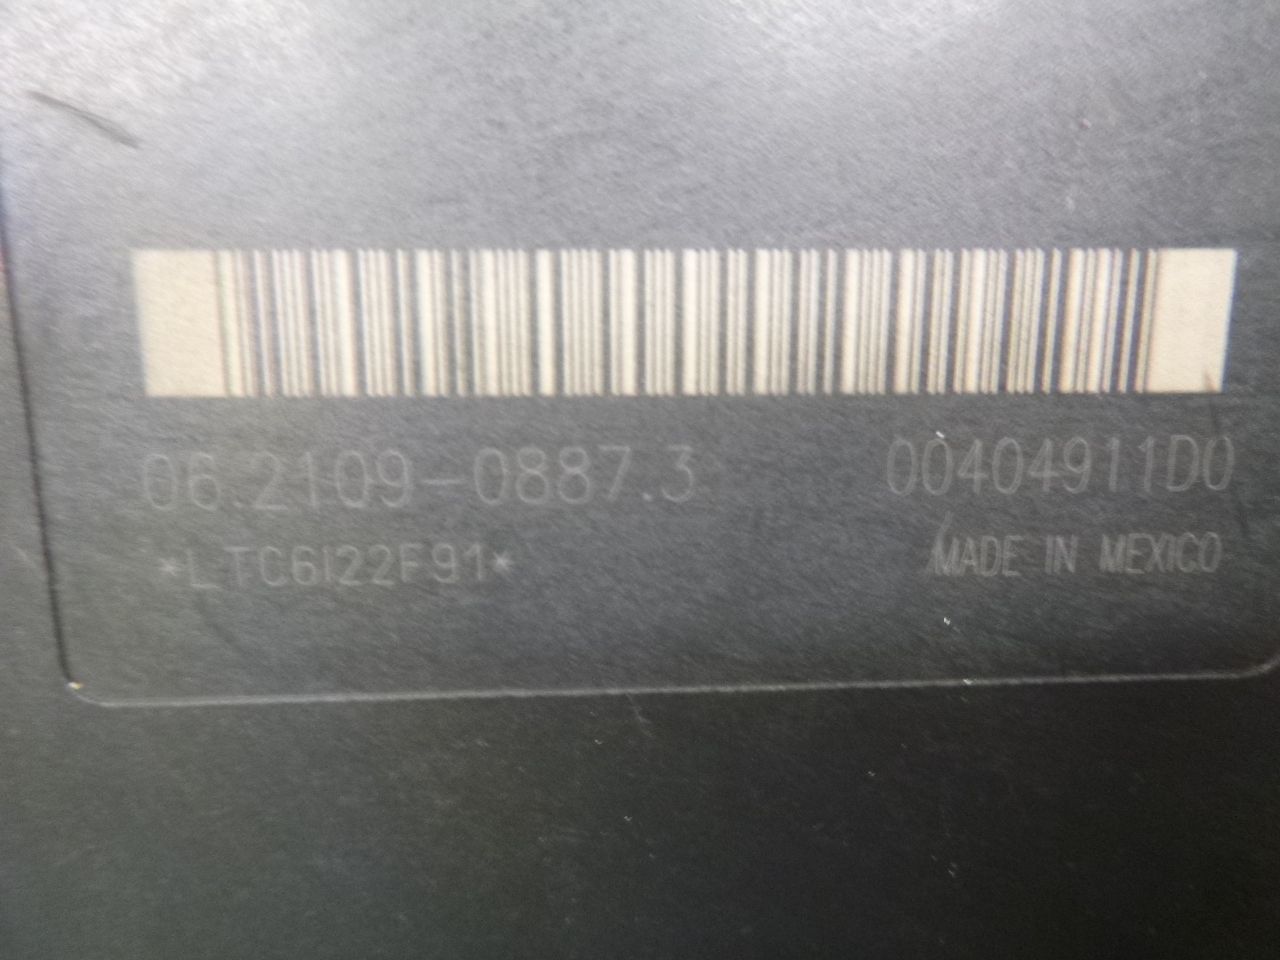 06.2109-0887.3 00404911D0
*LTC6I22F91* MADE IN MEXICO